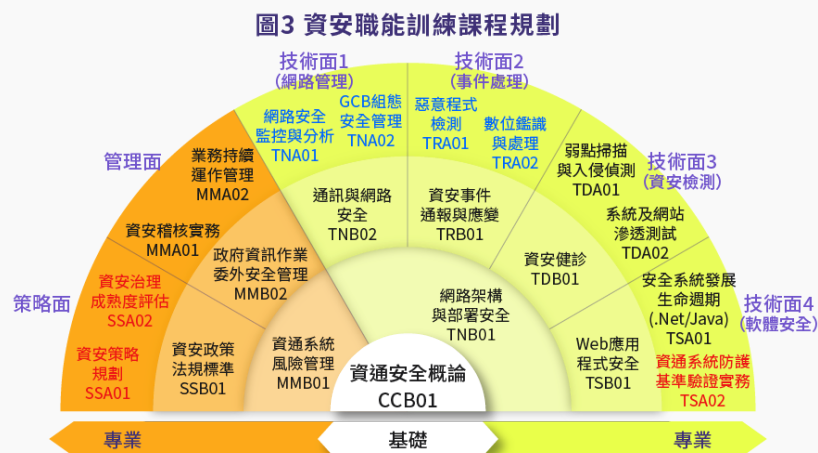 圖3 資安職能訓練課程規劃
技術面1
（網路管理）
技術面2
（事件處理）
技術面3
（資安檢測）
技術面4
（軟體安全）
管理面
策略面
網路安全
監控與分析
TNA01
GCB組態
安全管理
TNA02
惡意程式
檢測
TRA01
數位鑑識
與處理
TRA02
業務持續
運作管理
MMA02
弱點掃描
與入侵偵測
TDA01
資安稽核實務
MMA01
系統及網站
滲透測試
TDA02
通訊與網路
安全
TNB02
資安事件
通報與應變
TRB01
政府資訊作業
委外安全管理
MMB02
資安健診
TDB01
資安治理
成熟度評估
SSA02
安全系統發展
生命週期
(.Net/Java)
TSA01
網路架構
與部署安全
TNB01
資安策略
規劃
SSA01
資安政策
法規標準
SSB01
資通系統
風險管理
MMB01
Web應用
程式安全
TSB01
資通系統防護
基準驗證實務
TSA02
資通安全概論
CCB01
專業
基礎
專業